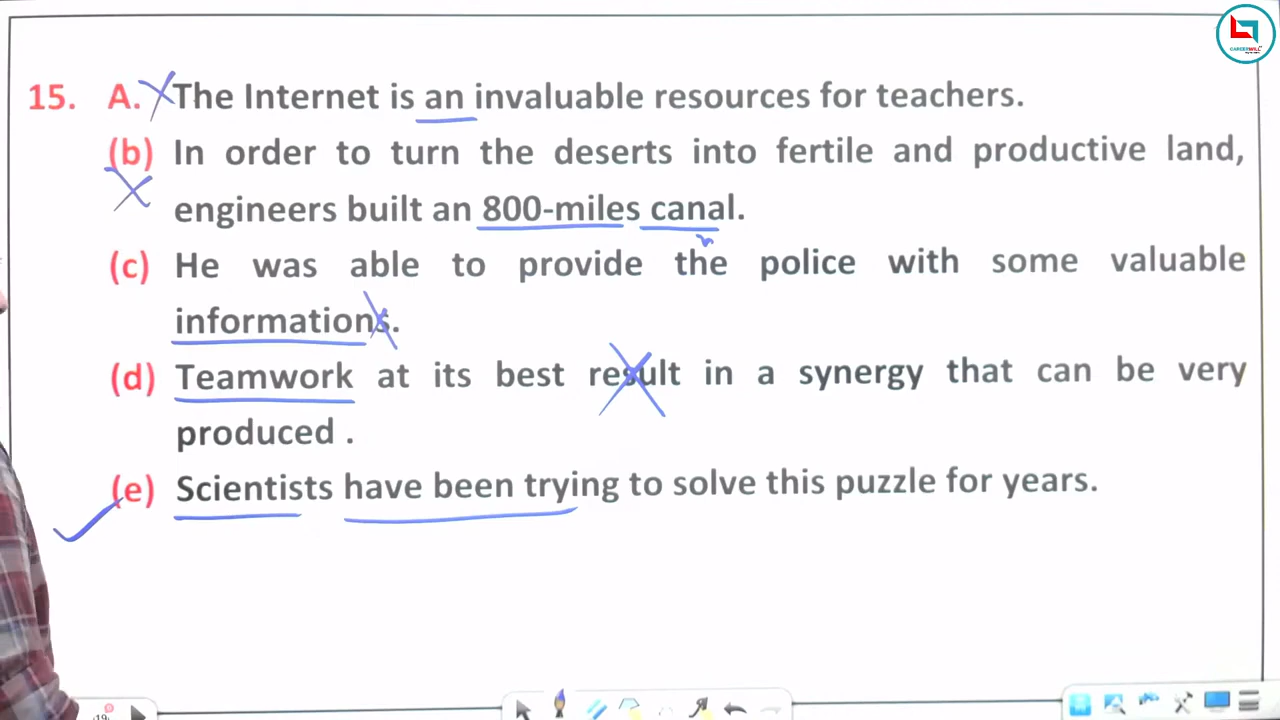 CAREERWILL
15. A. The Internet is an invaluable resources for teachers.
(b) In order to turn the deserts into fertile and productive land,
engineers built an 800-miles canal.
(c) He was able to provide the police with some valuable
informations.
(d) Teamwork at its best result in a synergy that can be very
produced .
(e) Scientists have been trying to solve this puzzle for years.
19